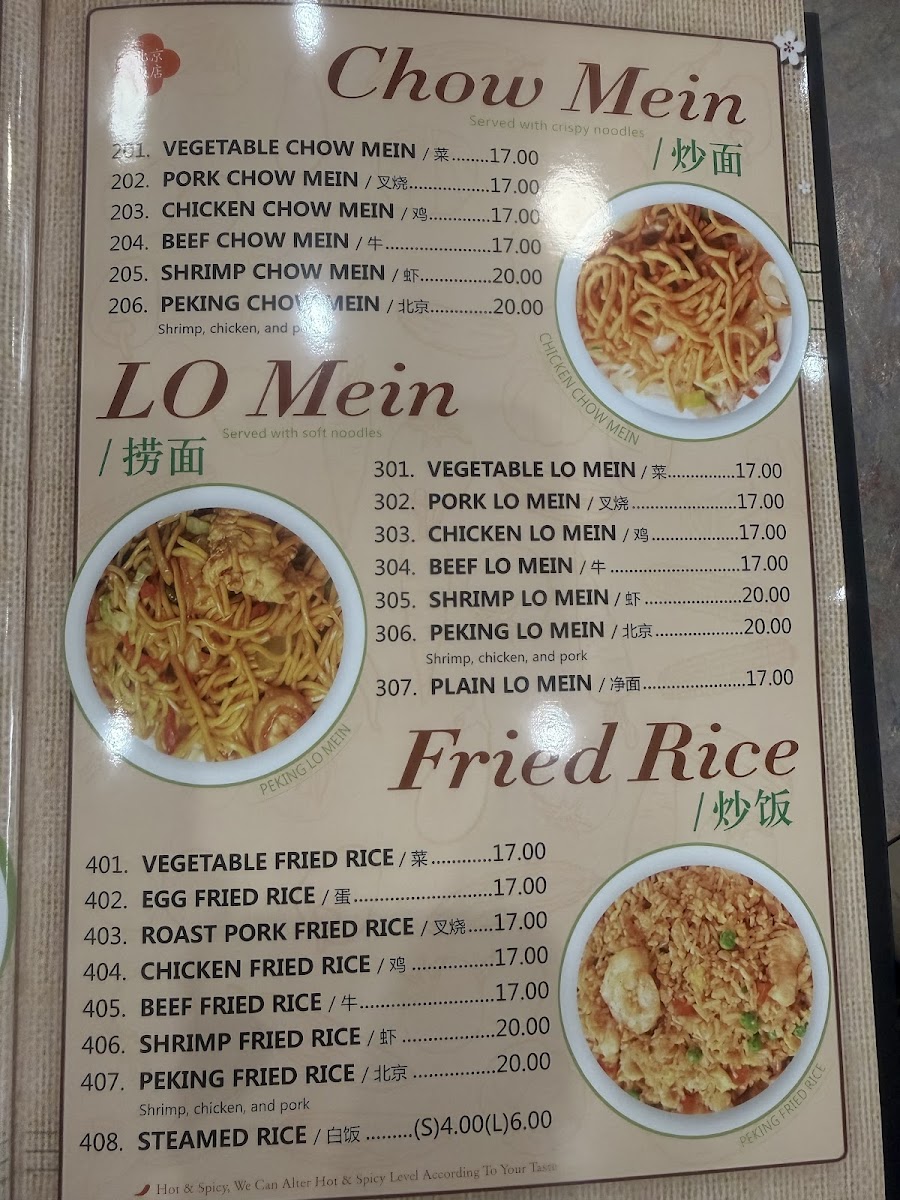 北京
店
Chow Mein
Served with crispy noodles
/ 炒面
201. VEGETABLE CHOW MEIN / 菜........17.00
202. PORK CHOW MEIN / 叉烧.................17.00
203. CHICKEN CHOW MEIN / 鸡............17.00
204. BEEF CHOW MEIN / 牛......................17.00
205. SHRIMP CHOW MEIN / 虾...............20.00
206. PEKING CHOW MEIN / 北京............20.00
Shrimp, chicken, and
CHICKEN CHOW MEIN
LO Mein
Served with soft noodles
/ 捞面
301. VEGETABLE LO MEIN / 菜..............17.00
302. PORK LO MEIN / 叉烧......................17.00
303. CHICKEN LO MEIN / 鸡..................17.00
304. BEEF LO MEIN / 牛...........................17.00
305. SHRIMP LO MEIN / 虾....................20.00
306. PEKING LO MEIN / 北京..................20.00
Shrimp, chicken, and pork
307. PLAIN LO MEIN / 净面.....................17.00
PEKING LO MEIN
Fried Rice
/ 炒饭
401. VEGETABLE FRIED RICE / 菜............17.00
402. EGG FRIED RICE / 蛋...........................17.00
403. ROAST PORK FRIED RICE / 叉烧.....17.00
404. CHICKEN FRIED RICE / 鸡 ................17.00
405. BEEF FRIED RICE / 牛..........................17.00
406. SHRIMP FRIED RICE / 虾 ..................20.00
407. PEKING FRIED RICE / 北京 ................20.00
Shrimp, chicken, and pork
408. STEAMED RICE / 白饭 .........(S)4.00(L)6.00
PEKING FRIED RICE
Hot & Spicy, We Can Alter Hot & Spicy Level According To Your Taste